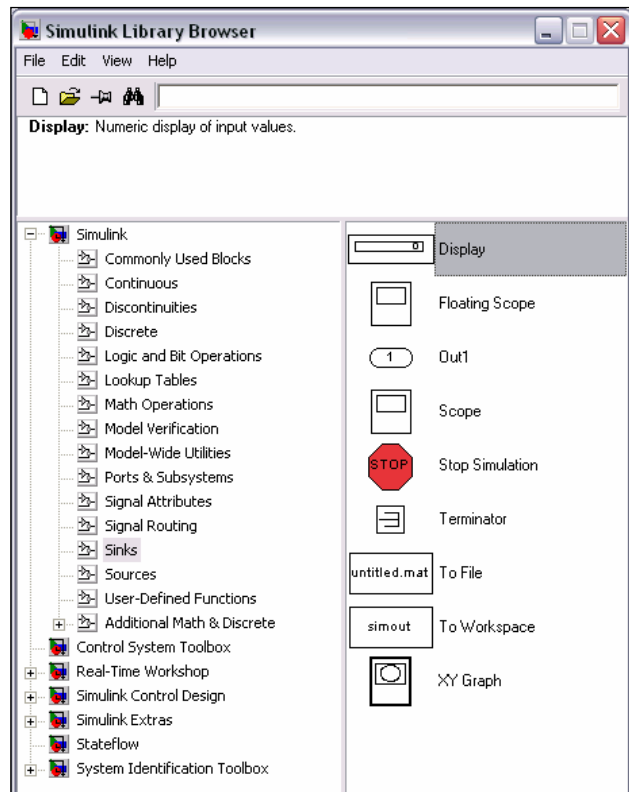 Simulink Library Browser
File Edit View Help
Display: Numeric display of input values.
Simulink
Commonly Used Blocks
Continuous
Discontinuities
Discrete
Logic and Bit Operations
Lookup Tables
Math Operations
Model Verification
Model-Wide Utilities
Ports & Subsystems
Signal Attributes
Signal Routing
Sinks
Sources
User-Defined Functions
Additional Math & Discrete
Control System Toolbox
Real-Time Workshop
Simulink Control Design
Simulink Extras
Stateflow
System Identification Toolbox
0 Display
Floating Scope
1 Out1
Scope
STOP Stop Simulation
Terminator
untitled.mat To File
simout To Workspace
XY Graph